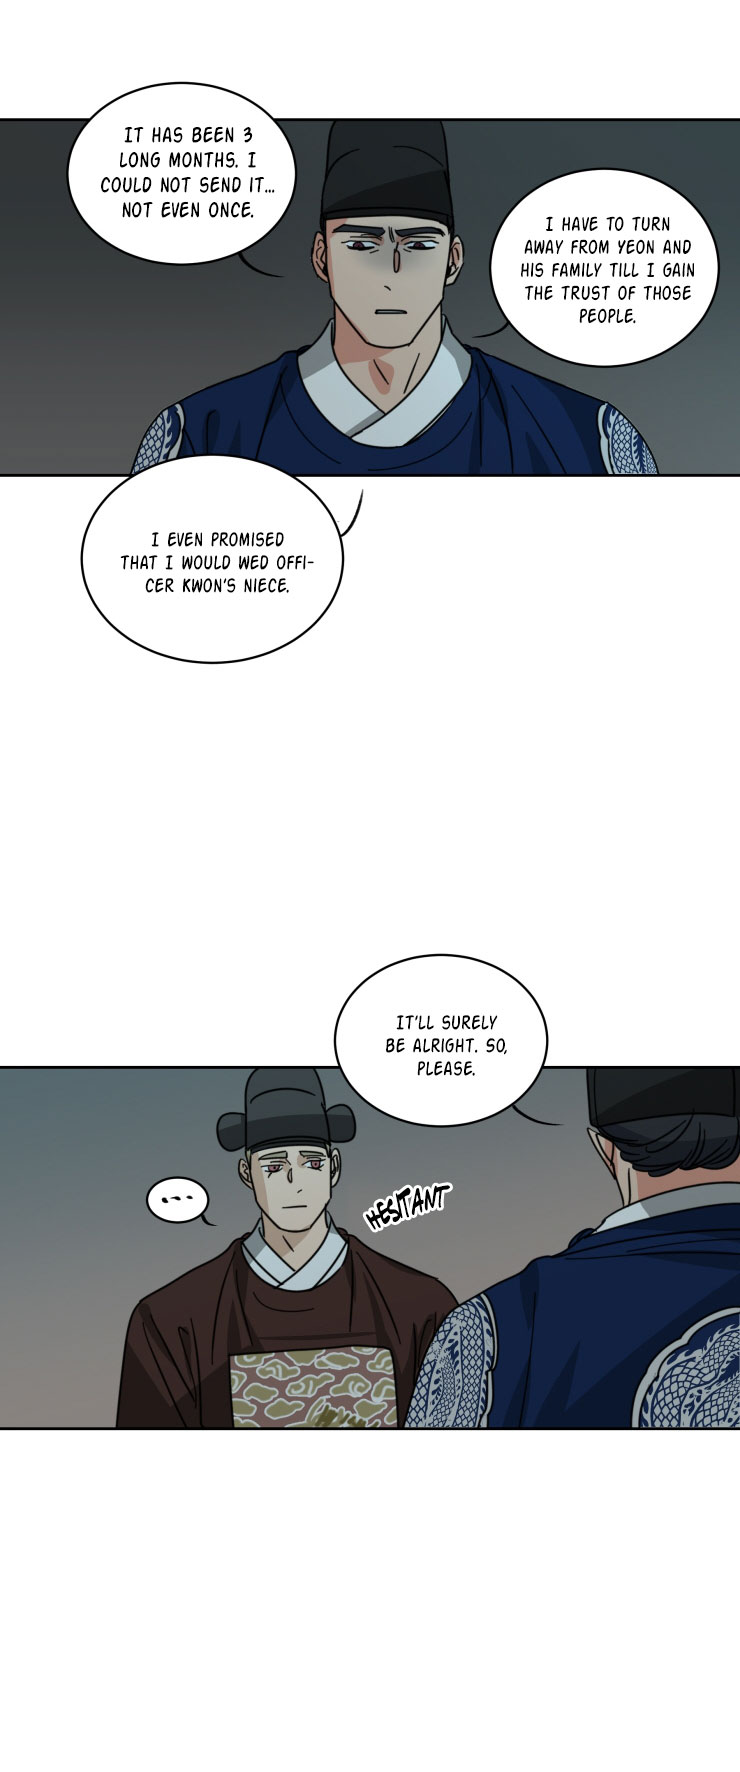 IT HAS BEEN 3
LONG MONTHS. I
COULD NOT SEND IT...
NOT EVEN ONCE.
I HAVE TO TURN
AWAY FROM YEON AND
HIS FAMILY TILL I GAIN
THE TRUST OF THOSE
PEOPLE.
I EVEN PROMISED
THAT I WOULD WED OFFI-
CER KWON'S NIECE.
IT'LL SURELY
BE ALRIGHT. SO,
PLEASE.
...
HESITANT